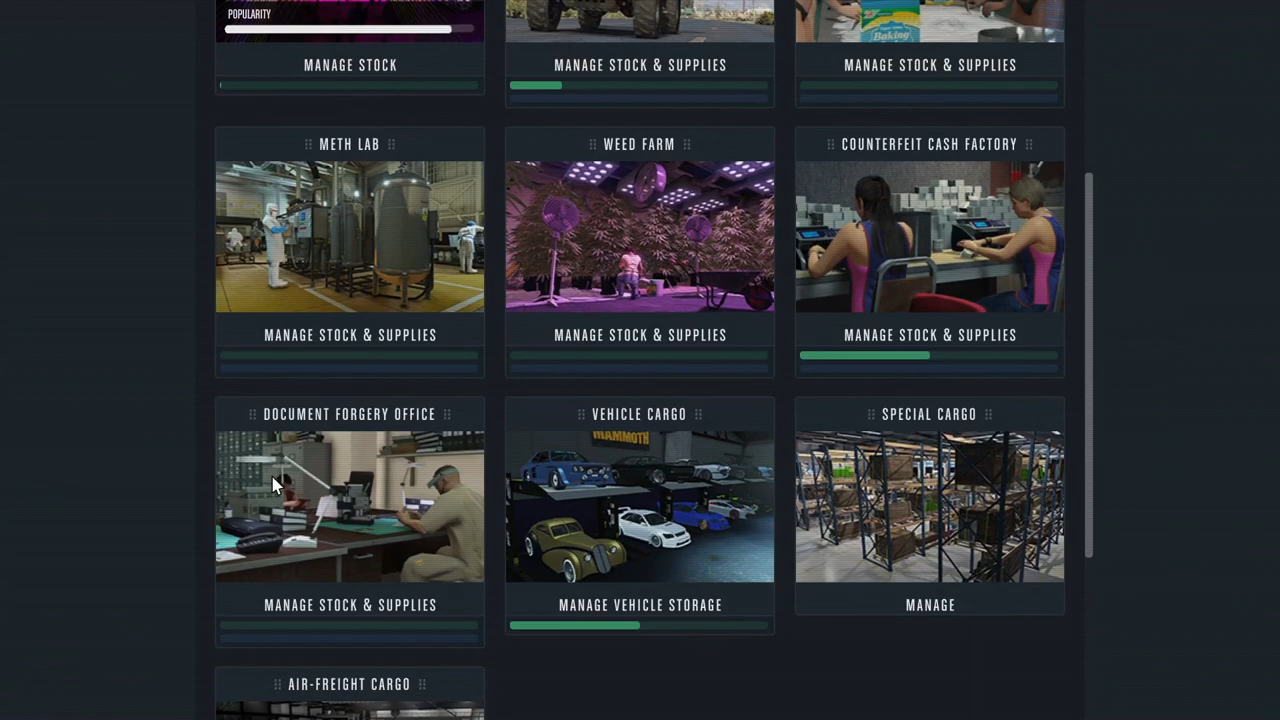 POPULARITY
Baking
MANAGE STOCK
MANAGE STOCK & SUPPLIES
MANAGE STOCK & SUPPLIES
METH LAB
WEED FARM
COUNTERFEIT CASH FACTORY
MANAGE STOCK & SUPPLIES
MANAGE STOCK & SUPPLIES
MANAGE STOCK & SUPPLIES
DOCUMENT FORGERY OFFICE
VEHICLE CARGO
SPECIAL CARGO
MAMMOTH
MANAGE STOCK & SUPPLIES
MANAGE VEHICLE STORAGE
MANAGE
AIR-FREIGHT CARGO